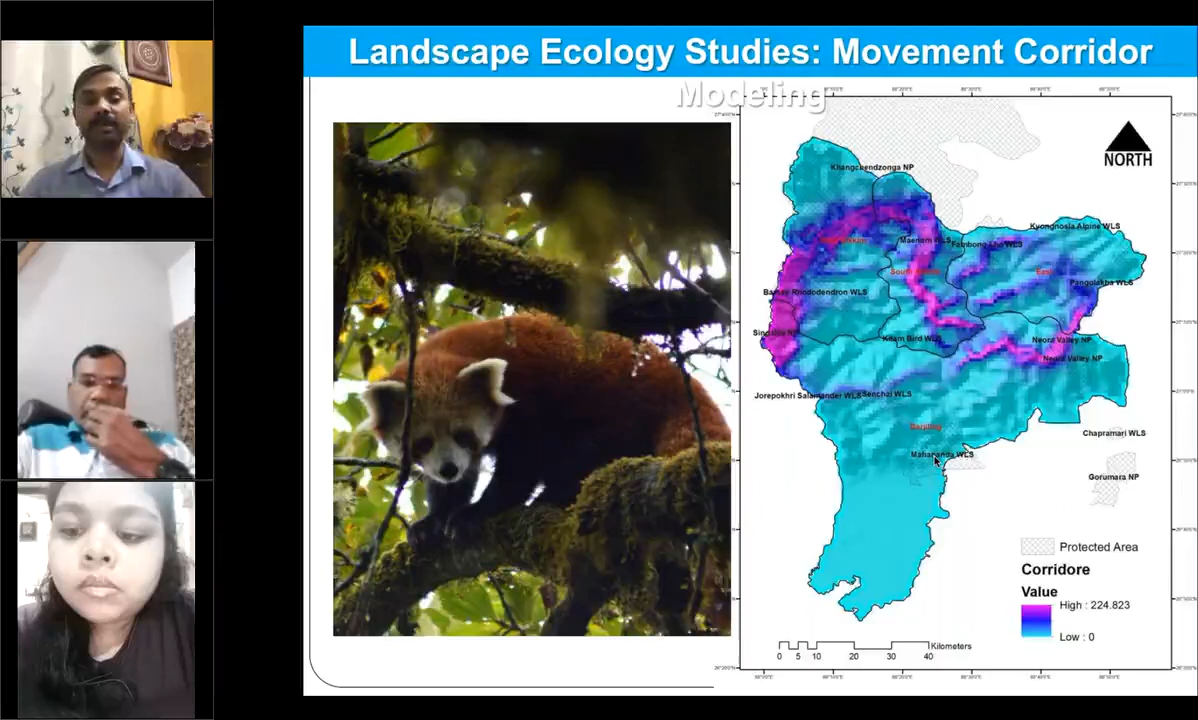 Landscape Ecology Studies: Movement Corridor
Modeling
NORTH
Khangchendzonga NP
Kyongnosla Alpine WLS
Maenam WLS
Fambong Lho WLS
East
South
Pangolakha WLS
Barsey Rhododendron WLS
Kitam Bird WLS
Neora Valley NP
Neora Valley NP
Jorepokhri Salamander WLS
Senchal WLS
Darjiling
Chapramari WLS
Mahananda WLS
Gorumara NP
Protected Area
Corridore
Value
High : 224.823
Low : 0
Kilometers
0 5 10 20 30 40